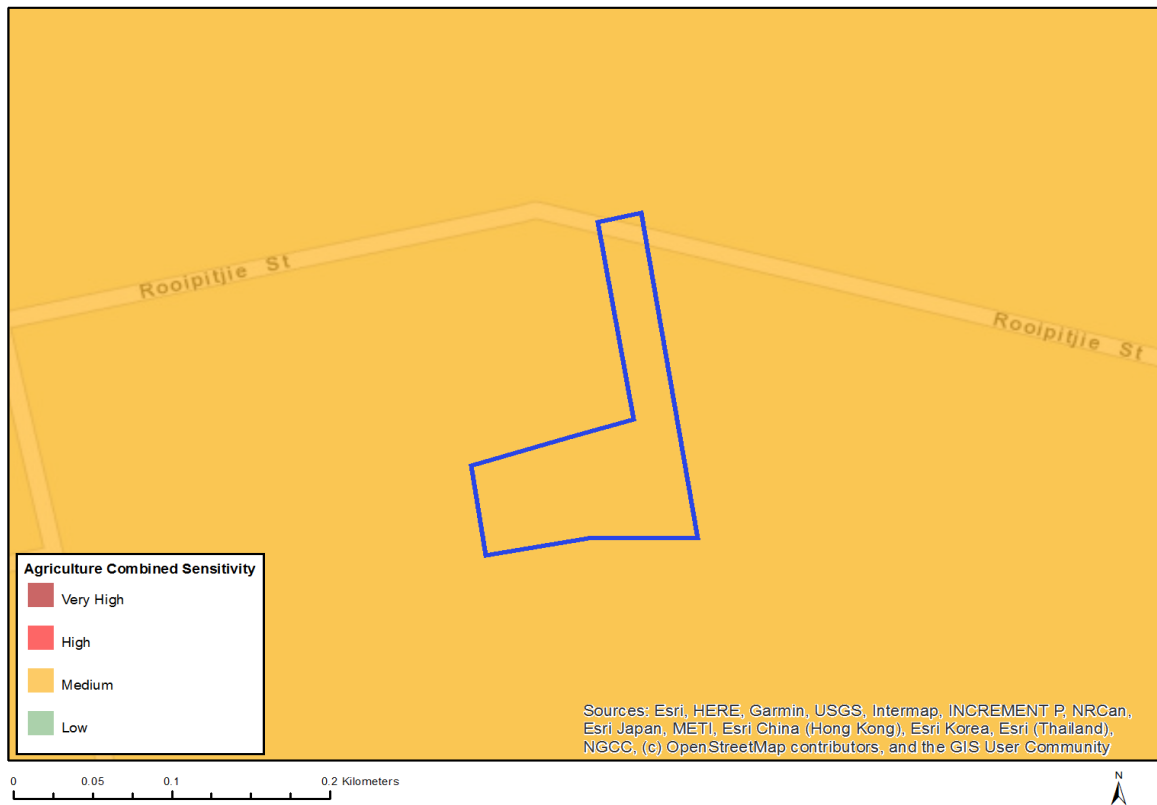 Rooipitjie St
Rooipitjie St
Agriculture Combined Sensitivity
Very High
High
Medium
Low
Sources: Esri, HERE, Garmin, USGS, Intermap, INCREMENT P, NRCan,
Esri Japan, METI, Esri China (Hong Kong), Esri Korea, Esri (Thailand),
NGCC, (c) OpenStreetMap contributors, and the GIS User Community
0 0.05 0.1 0.2 Kilometers
N